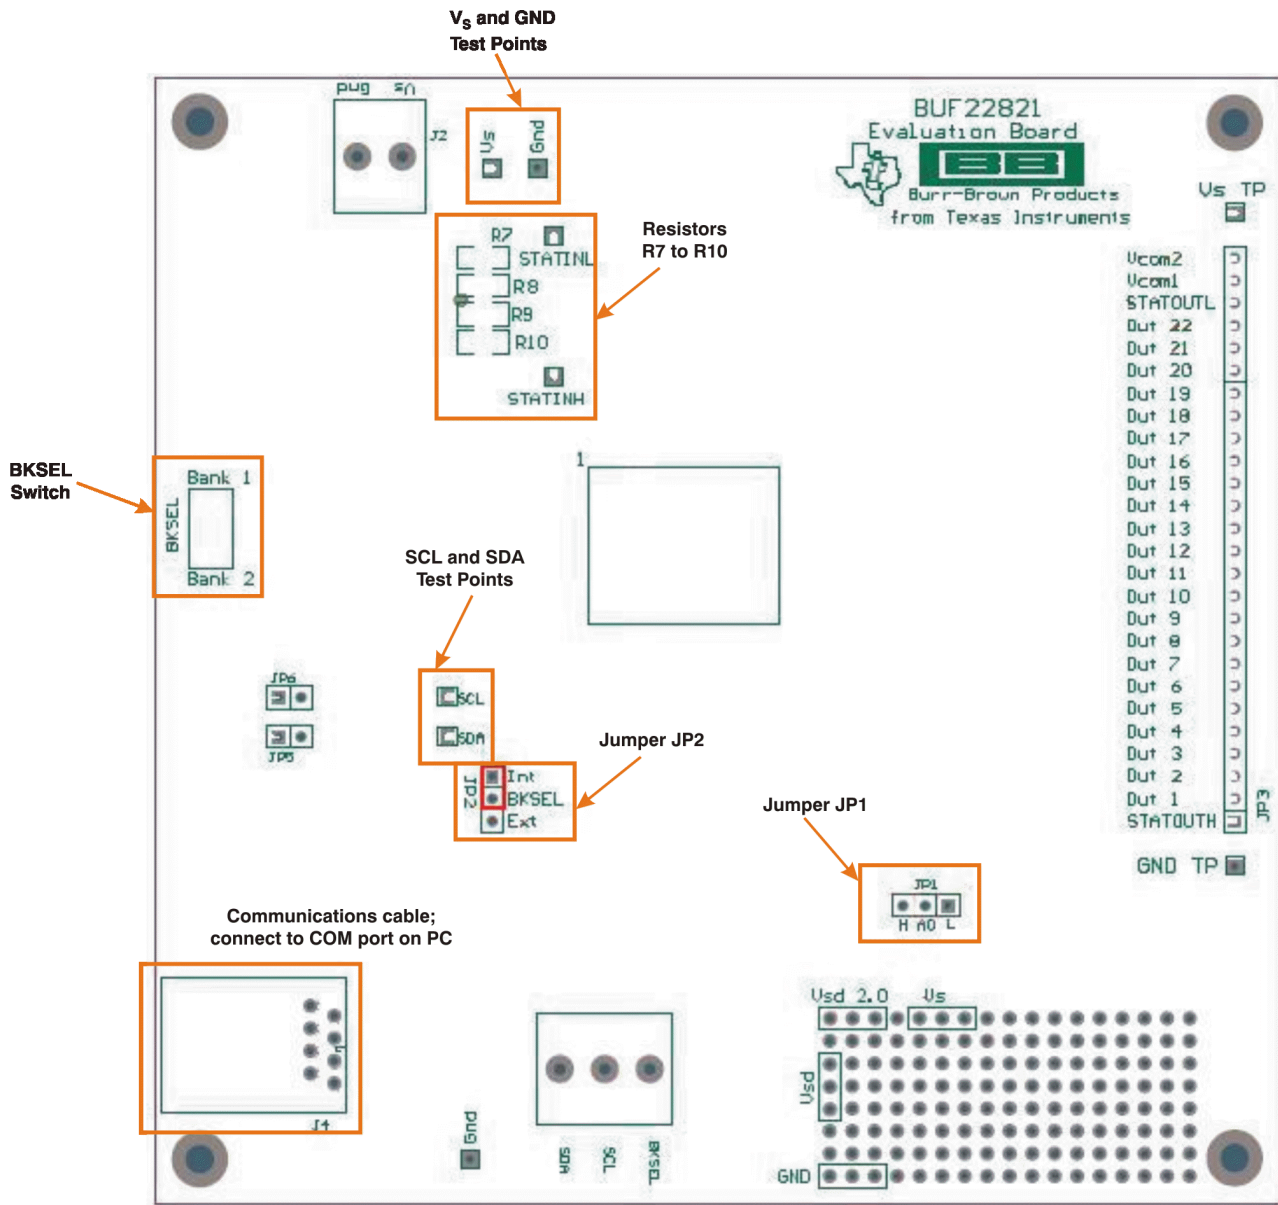 V_S and GND
Test Points
Gnd
Vs
J2
Vs
Gnd
BUF22821
Evaluation Board
BB
Burr-Brown Products
from Texas Instruments
Vs TP
R7
STATINL
R8
R9
R10
STATINH
Resistors
R7 to R10
Vcom2
Vcom1
STATOUTL
Out 22
Out 21
Out 20
Out 19
Out 18
Out 17
Out 16
Out 15
Out 14
Out 13
Out 12
Out 11
Out 10
Out 9
Out 8
Out 7
Out 6
Out 5
Out 4
Out 3
Out 2
Out 1
STATOUTH
JP3
GND TP
BKSEL
Switch
Bank 1
BKSEL
Bank 2
1
SCL and SDA
Test Points
JP6
JP5
SCL
SDA
Jumper JP2
JP2
Int
BKSEL
Ext
Jumper JP1
JP1
H A0 L
Communications cable;
connect to COM port on PC
J4
Gnd
SDA
SCL
BKSEL
Vsd 2.0
Vs
Vsd
GND